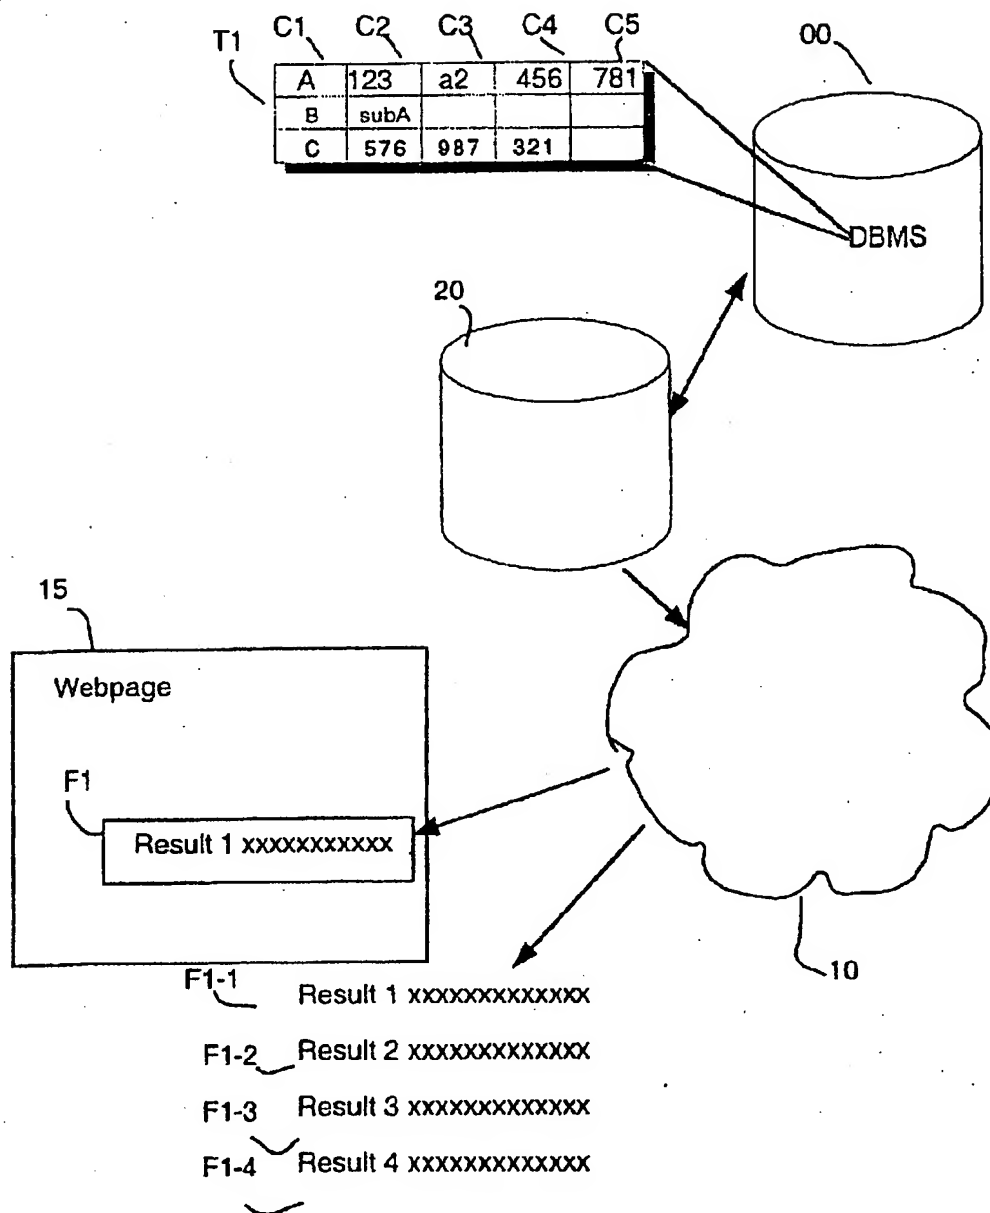 C1 C2 C3 C4 C5
T1
00
A 123 a2 456 781
B subA
C 576 987 321
DBMS
20
15
Webpage
F1
Result 1 xxxxxxxxxxx
10
F1-1 Result 1 xxxxxxxxxxxxx
F1-2 Result 2 xxxxxxxxxxxxx
F1-3 Result 3 xxxxxxxxxxxxx
F1-4 Result 4 xxxxxxxxxxxxx